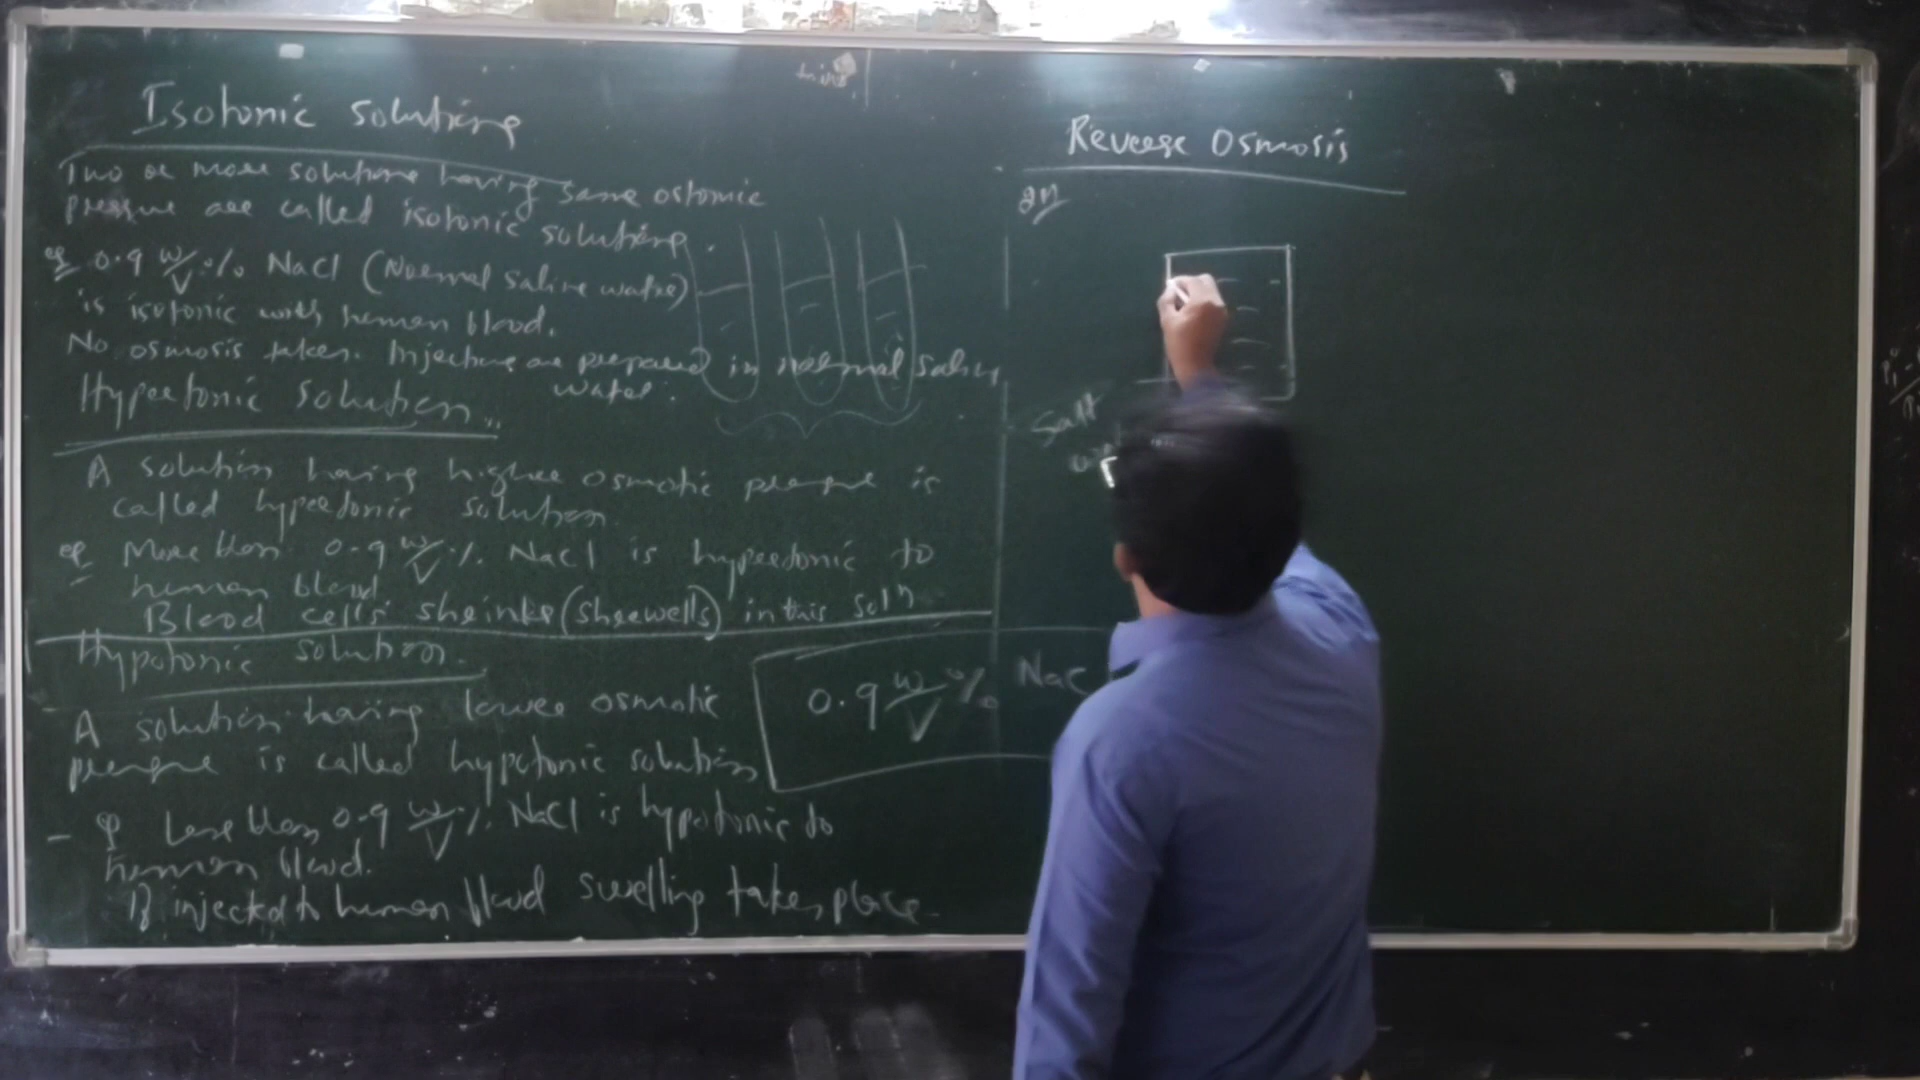 Isotonic solutions
Two or more solutions having same ostomic
pressure are called isotonic solutions.
eg 0.9 w/v % NaCl (Normal saline water)
is isotonic with human blood.
No osmosis takes. Injections are prepared in normal saline
water.
Hypertonic solution
A solution having higher osmotic pressure is
called hypertonic solution
eg More than 0.9 w/v % NaCl is hypertonic to
human blood
Blood cells shrinks (shrewells) in this solⁿ
Hypotonic solution.
A solution having lower osmotic
pressure is called hypotonic solution
eg Less than 0.9 w/v % NaCl is hypotonic to
human blood.
If injected to human blood swelling takes place
0.9 w/v % NaC
Reverse Osmosis
2M
Salt